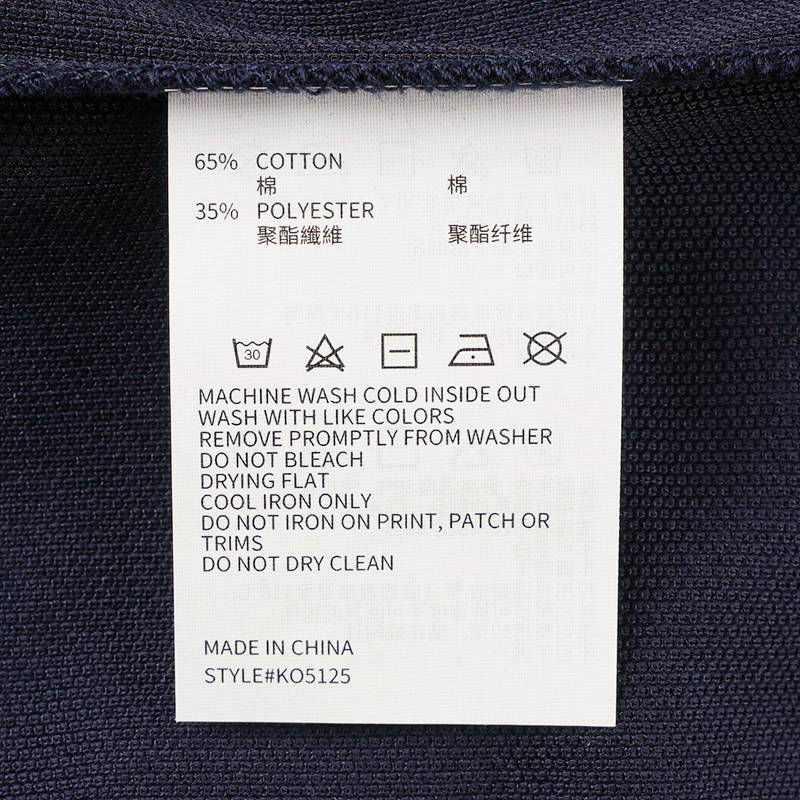 65% COTTON
棉 棉
35% POLYESTER
聚酯纖維 聚酯纤维
30
MACHINE WASH COLD INSIDE OUT
WASH WITH LIKE COLORS
REMOVE PROMPTLY FROM WASHER
DO NOT BLEACH
DRYING FLAT
COOL IRON ONLY
DO NOT IRON ON PRINT, PATCH OR
TRIMS
DO NOT DRY CLEAN
MADE IN CHINA
STYLE#KO5125